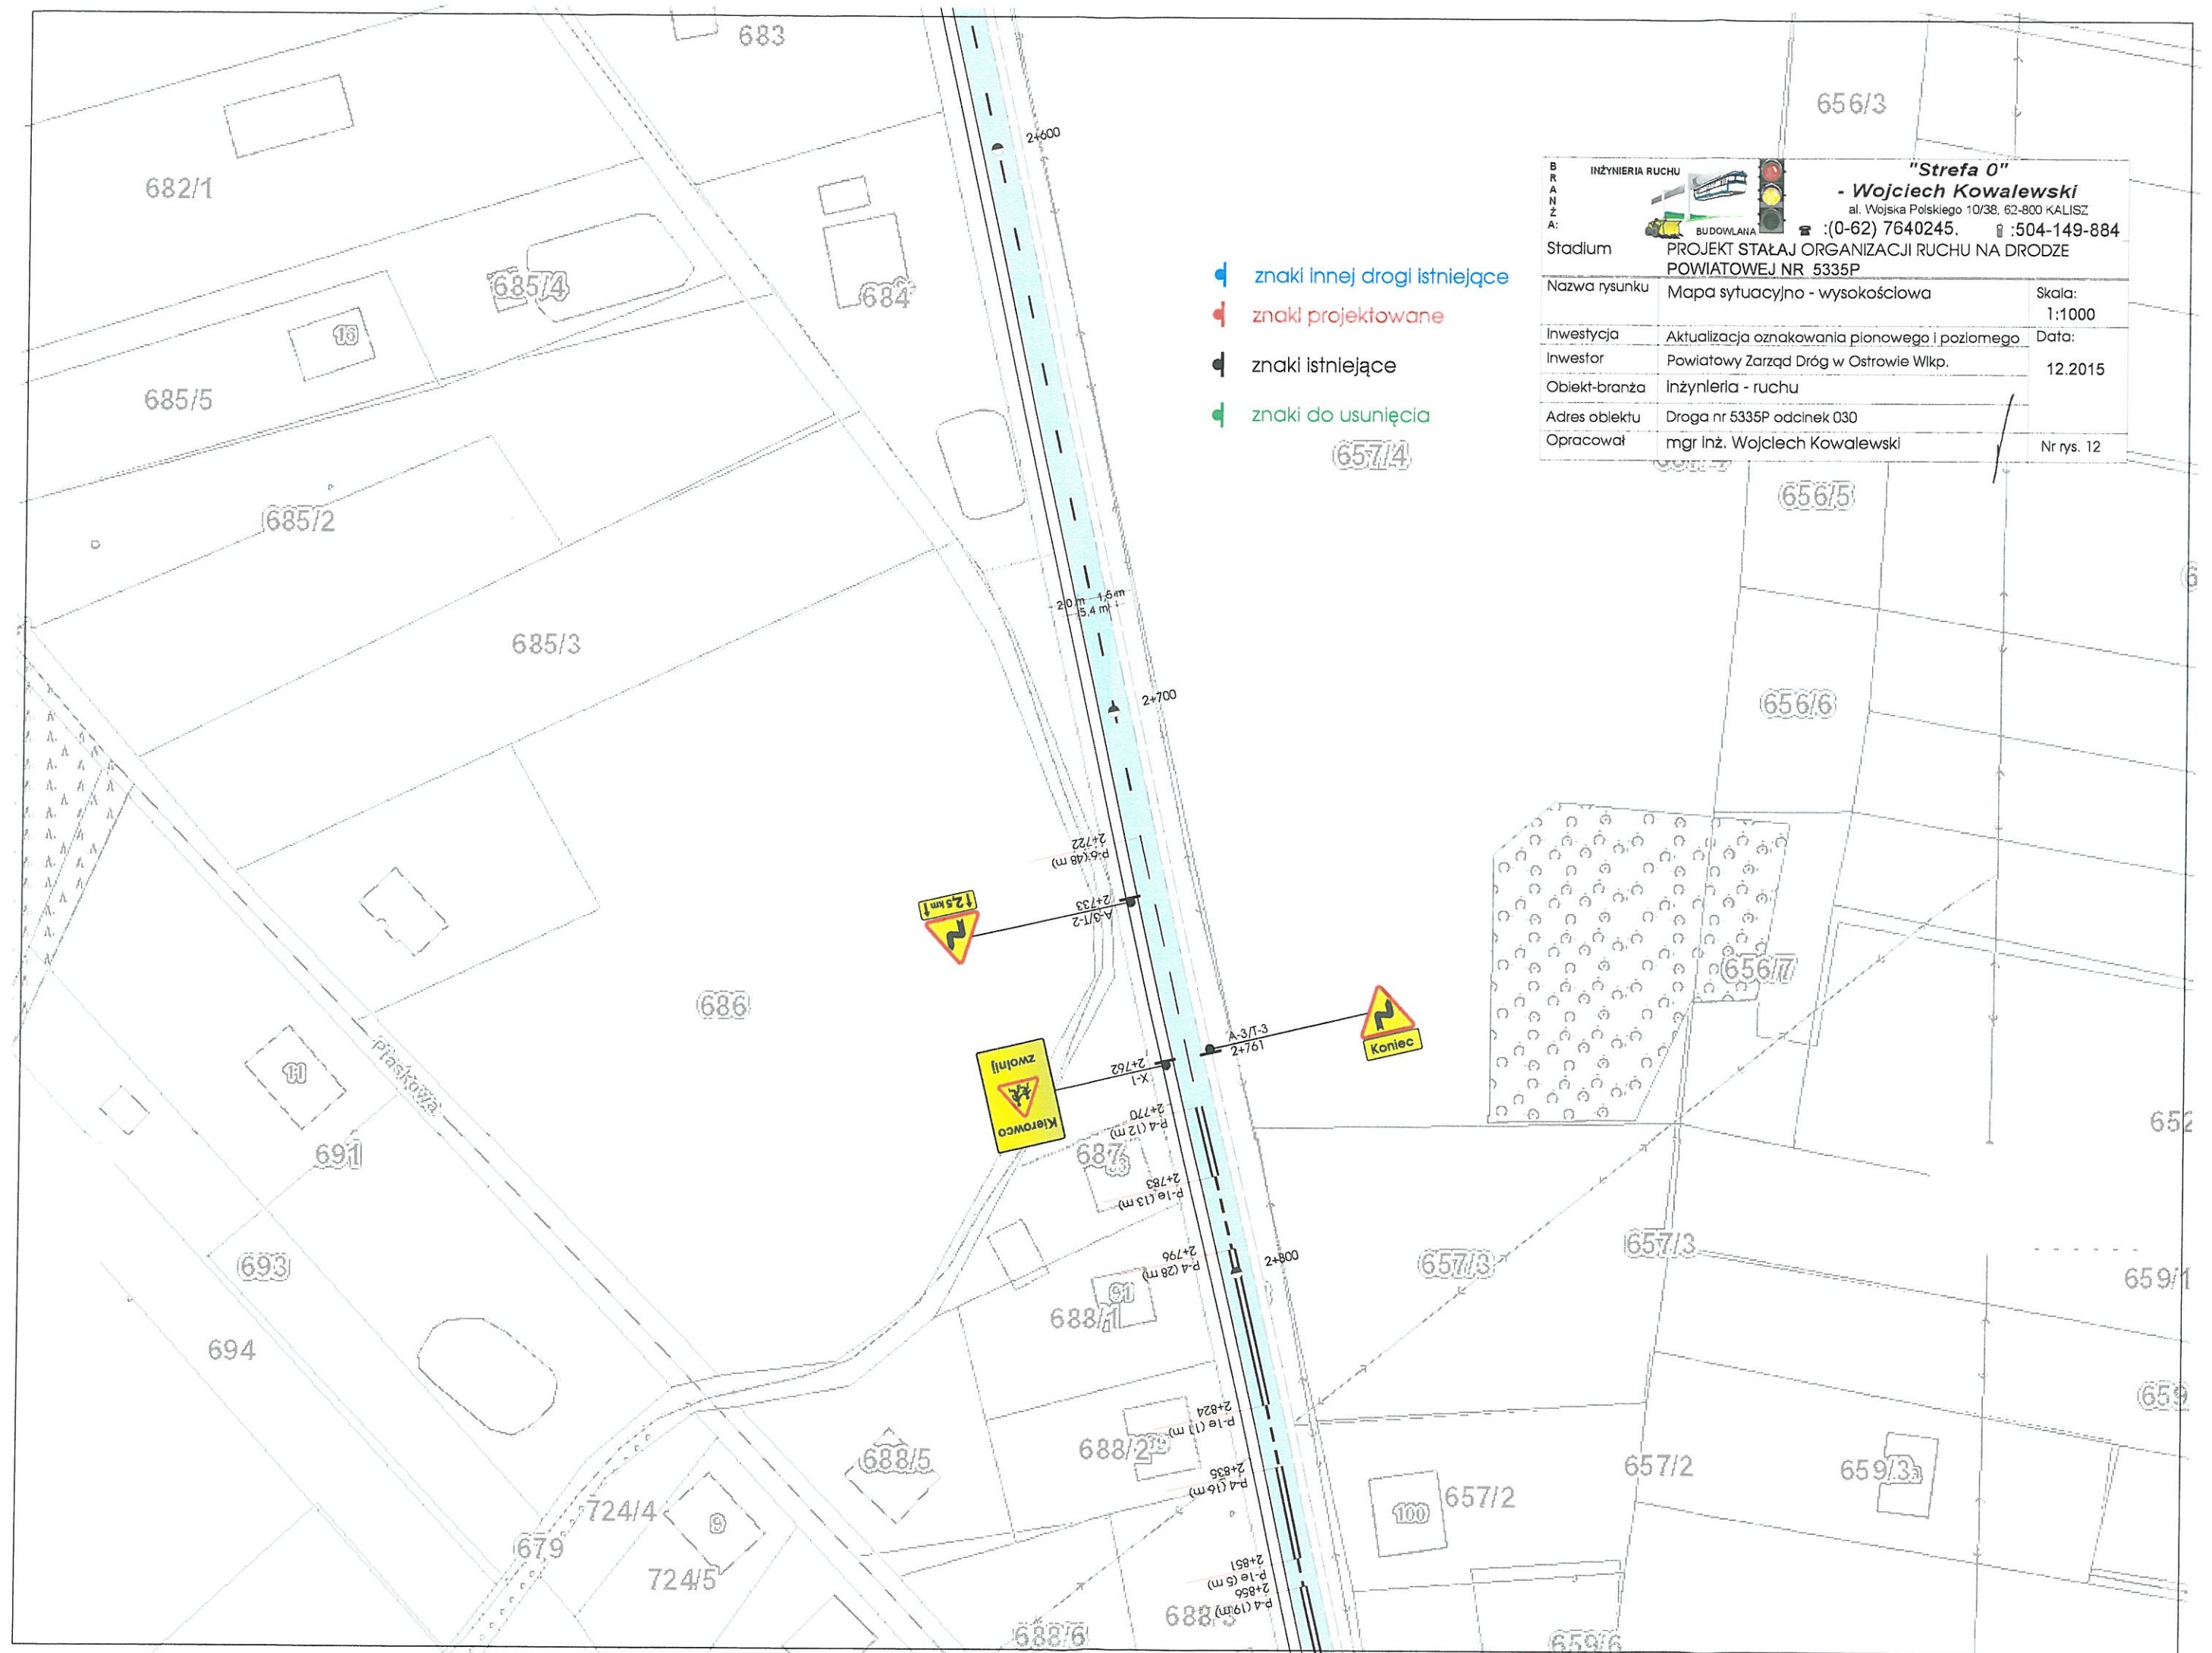 683
656/3
2+600
682/1
BRANŻA:
INŻYNIERIA RUCHU
BUDOWLANA
"Strefa 0"
- Wojciech Kowalewski
al. Wojska Polskiego 10/38, 62-800 KALISZ
:(0-62) 7640245. :504-149-884
Stadium PROJEKT STAŁAJ ORGANIZACJI RUCHU NA DRODZE
POWIATOWEJ NR 5335P
Nazwa rysunku Mapa sytuacyjno - wysokościowa
Skala:
1:1000
Inwestycja Aktualizacja oznakowania pionowego i poziomego
Data:
12.2015
Inwestor Powiatowy Zarząd Dróg w Ostrowie Wlkp.
Obiekt-branża inżynieria - ruchu
Adres obiektu Droga nr 5335P odcinek 030
Opracował mgr inż. Wojciech Kowalewski
Nr rys. 12
znaki innej drogi istniejące
znaki projektowane
znaki istniejące
znaki do usunięcia
685/4
684
16
685/5
657/4
656/5
685/2
2.0 m 1,5 m
5.4 m
685/3
2+700
656/6
2+722
P-6 (48 m)
2,5 km
2+733
A-3/T-2
656/7
686
A-3/T-3
2+761
Koniec
2+762
X-1
Kierowco
zwolnij
2+770
P-4 (12 m)
Piaskowa
11
691
687
652
2+783
P-1e (13 m)
693
2+796
P-4 (28 m)
2+800
657/3
657/3
659/1
91
688/1
694
2+824
P-1e (11 m)
659
688/2
688/5
2+835
P-4 (16 m)
657/2
657/2
659/3
100
724/4
9
679
724/5
2+851
P-1e (5 m)
2+856
P-4 (19 m)
688/3
688/6
659/6